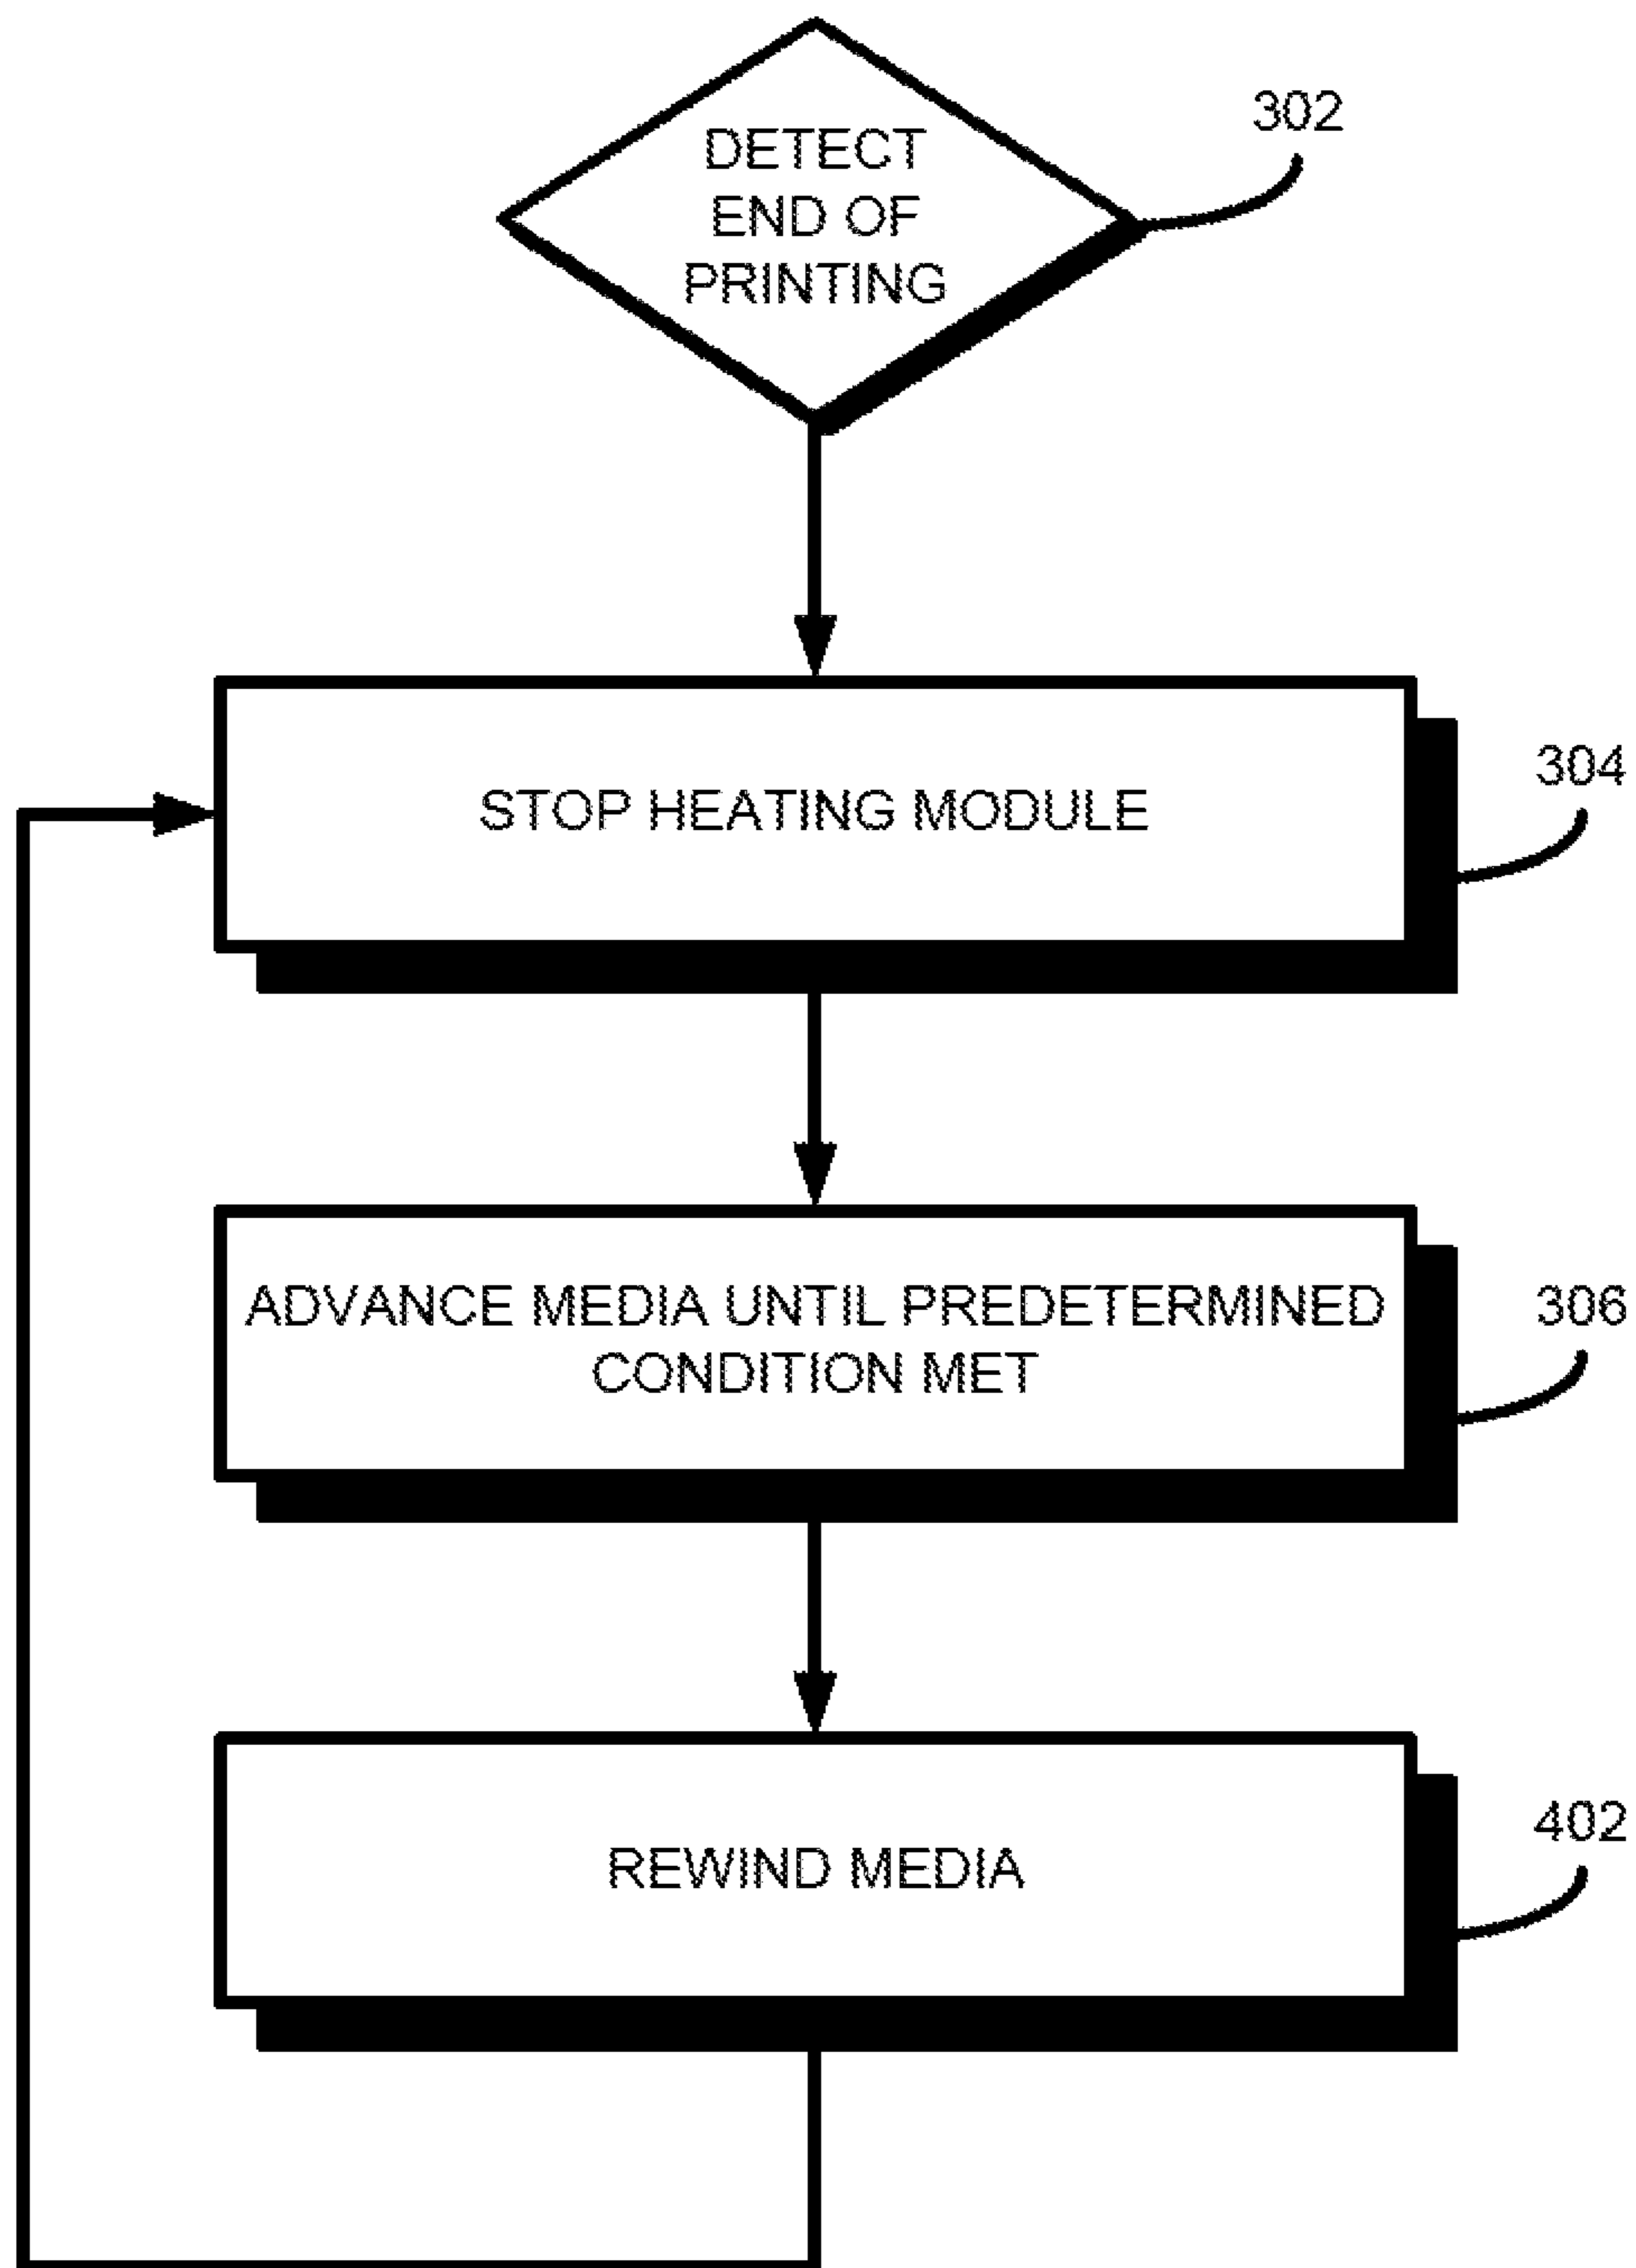 DETECT
END OF
PRINTING
302
STOP HEATING MODULE
304
ADVANCE MEDIA UNTIL PREDETERMINED
CONDITION MET
306
REWIND MEDIA
402